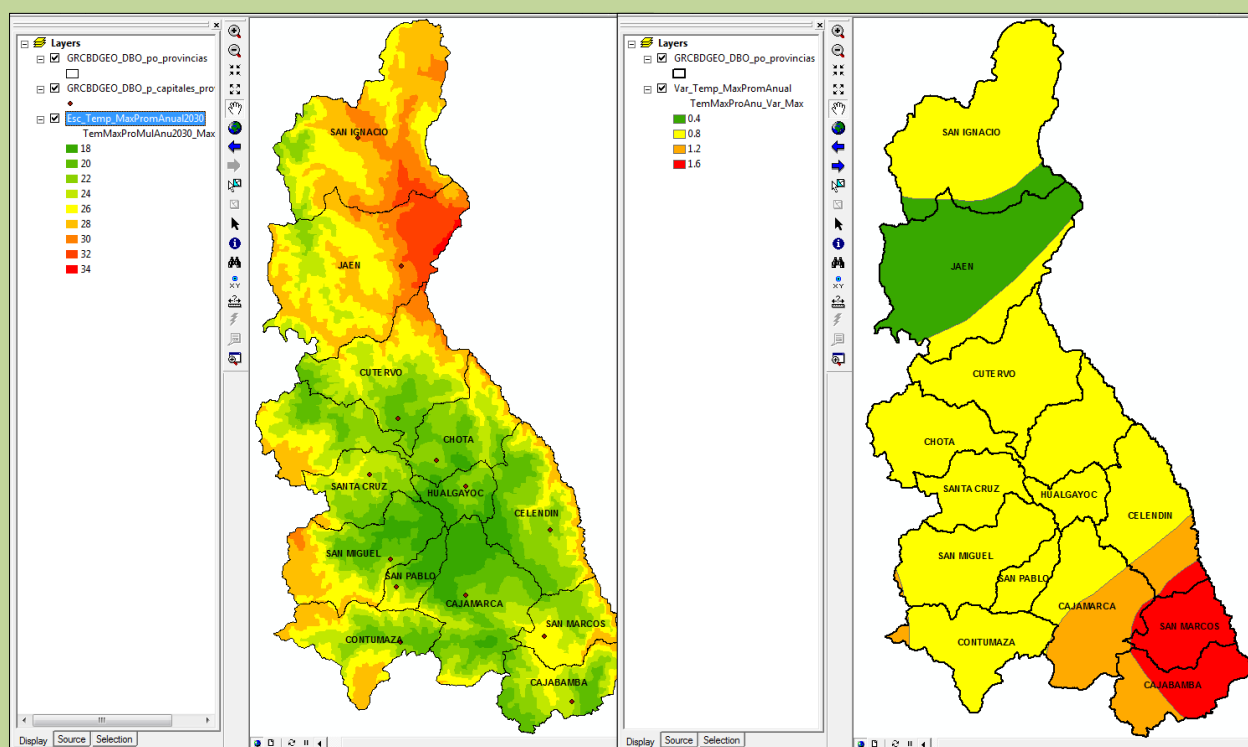 Layers
GRCBDGEO_DBO_po_provincias
GRCBDGEO_DBO_p_capitales_pro
Esc_Temp_MaxPromAnual2030
TemMaxProMulAnu2030_Max
18
20
22
24
26
28
30
32
34
Display Source Selection
XY
SAN IGNACIO
JAEN
CUTERVO
CHOTA
SANTA CRUZ
HUALGAYOC
CELENDIN
SAN MIGUEL
SAN PABLO
CAJAMARCA
SAN MARCOS
CONTUMAZA
CAJABAMBA
Layers
GRCBDGEO_DBO_po_provincias
Var_Temp_MaxPromAnual
TemMaxProAnu_Var_Max
0.4
0.8
1.2
1.6
Display Source Selection
XY
SAN IGNACIO
JAEN
CUTERVO
CHOTA
SANTA CRUZ
HUALGAYOC
CELENDIN
SAN MIGUEL
SAN PABLO
CAJAMARCA
SAN MARCOS
CONTUMAZA
CAJABAMBA